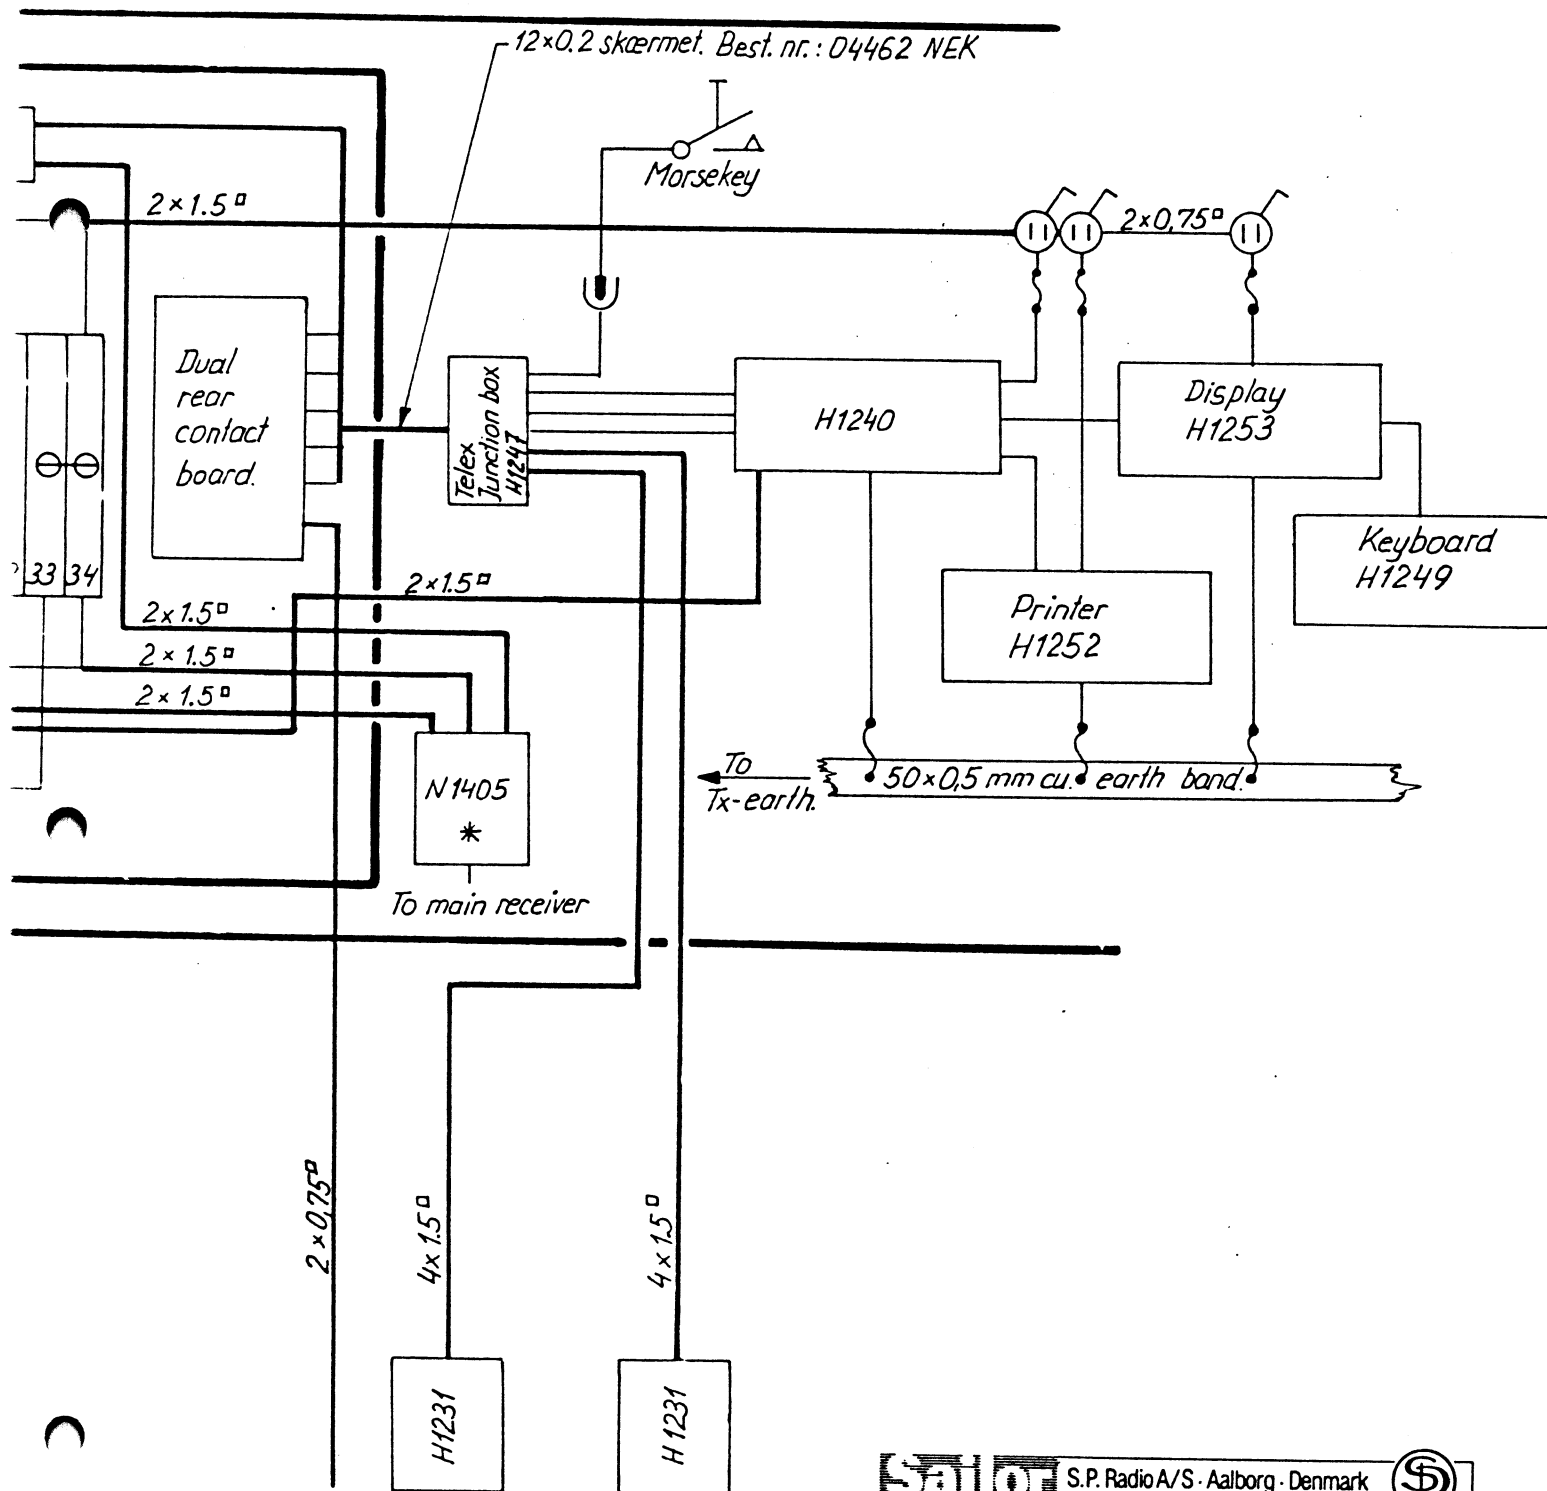 12×0.2 skærmet. Best. nr.: 04462 NEK
Morsekey
2×1.5▫
2×0,75▫
Dual
rear
contact
board.
Telex
Junction box
H1247
H1240
Display
H1253
Keyboard
H1249
33 34
2×1.5▫
2×1.5▫
2×1.5▫
2×1.5▫
Printer
H1252
N1405
*
To
Tx-earth.
50×0,5 mm cu. earth band.
To main receiver
2×0,75▫
4×1.5▫
4×1.5▫
H1231
H1231
Sailor
S.P. Radio A/S · Aalborg · Denmark